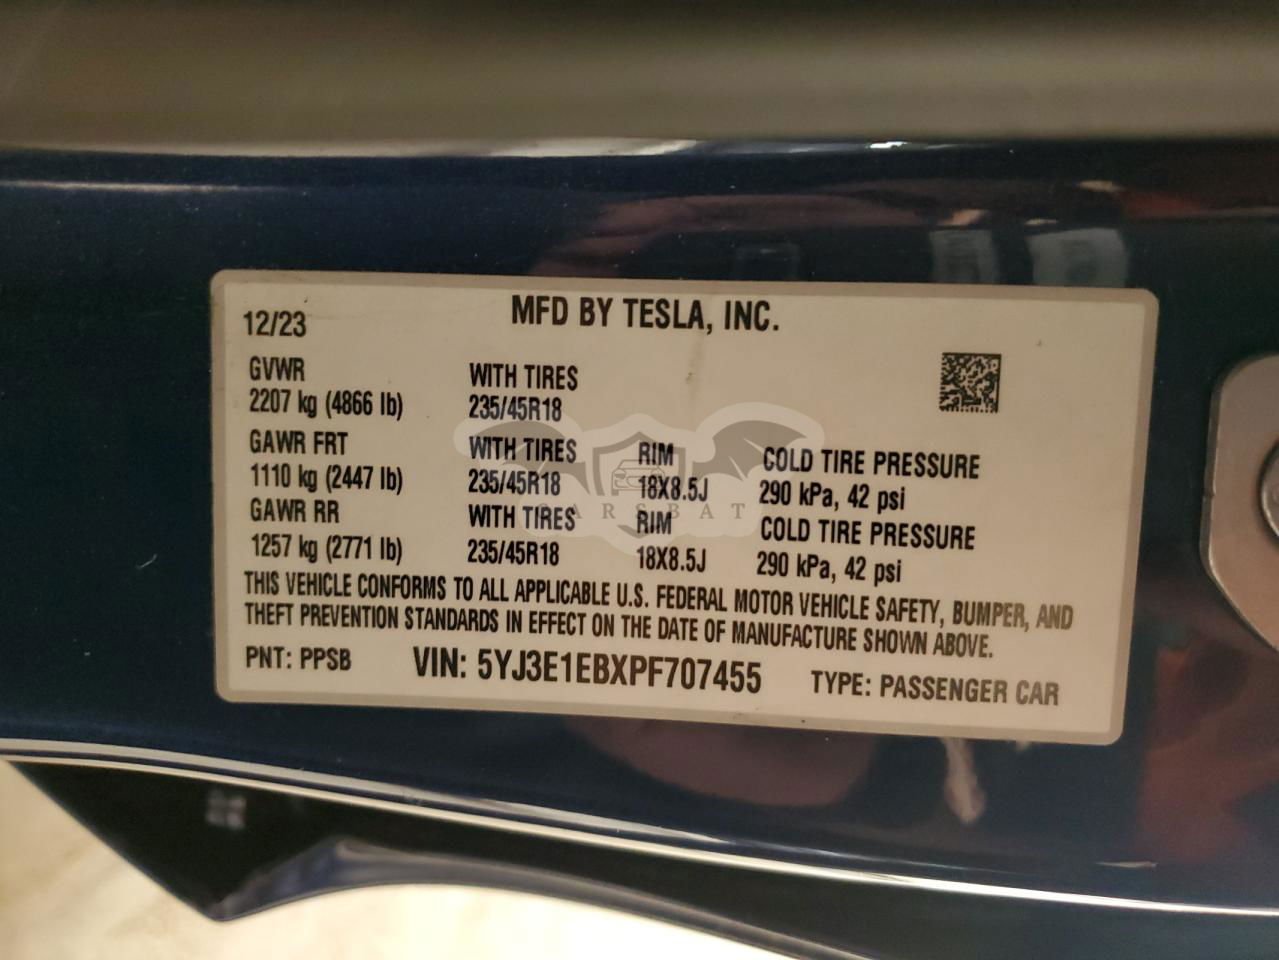 MFD BY TESLA, INC.
12/23
GVWR WITH TIRES
2207 kg (4866 lb) 235/45R18
GAWR FRT WITH TIRES RIM COLD TIRE PRESSURE
1110 kg (2447 lb) 235/45R18 18X8.5J 290 kPa, 42 psi
CARSBAT
GAWR RR WITH TIRES RIM COLD TIRE PRESSURE
1257 kg (2771 lb) 235/45R18 18X8.5J 290 kPa, 42 psi
THIS VEHICLE CONFORMS TO ALL APPLICABLE U.S. FEDERAL MOTOR VEHICLE SAFETY, BUMPER, AND
THEFT PREVENTION STANDARDS IN EFFECT ON THE DATE OF MANUFACTURE SHOWN ABOVE.
PNT: PPSB VIN: 5YJ3E1EBXPF707455 TYPE: PASSENGER CAR